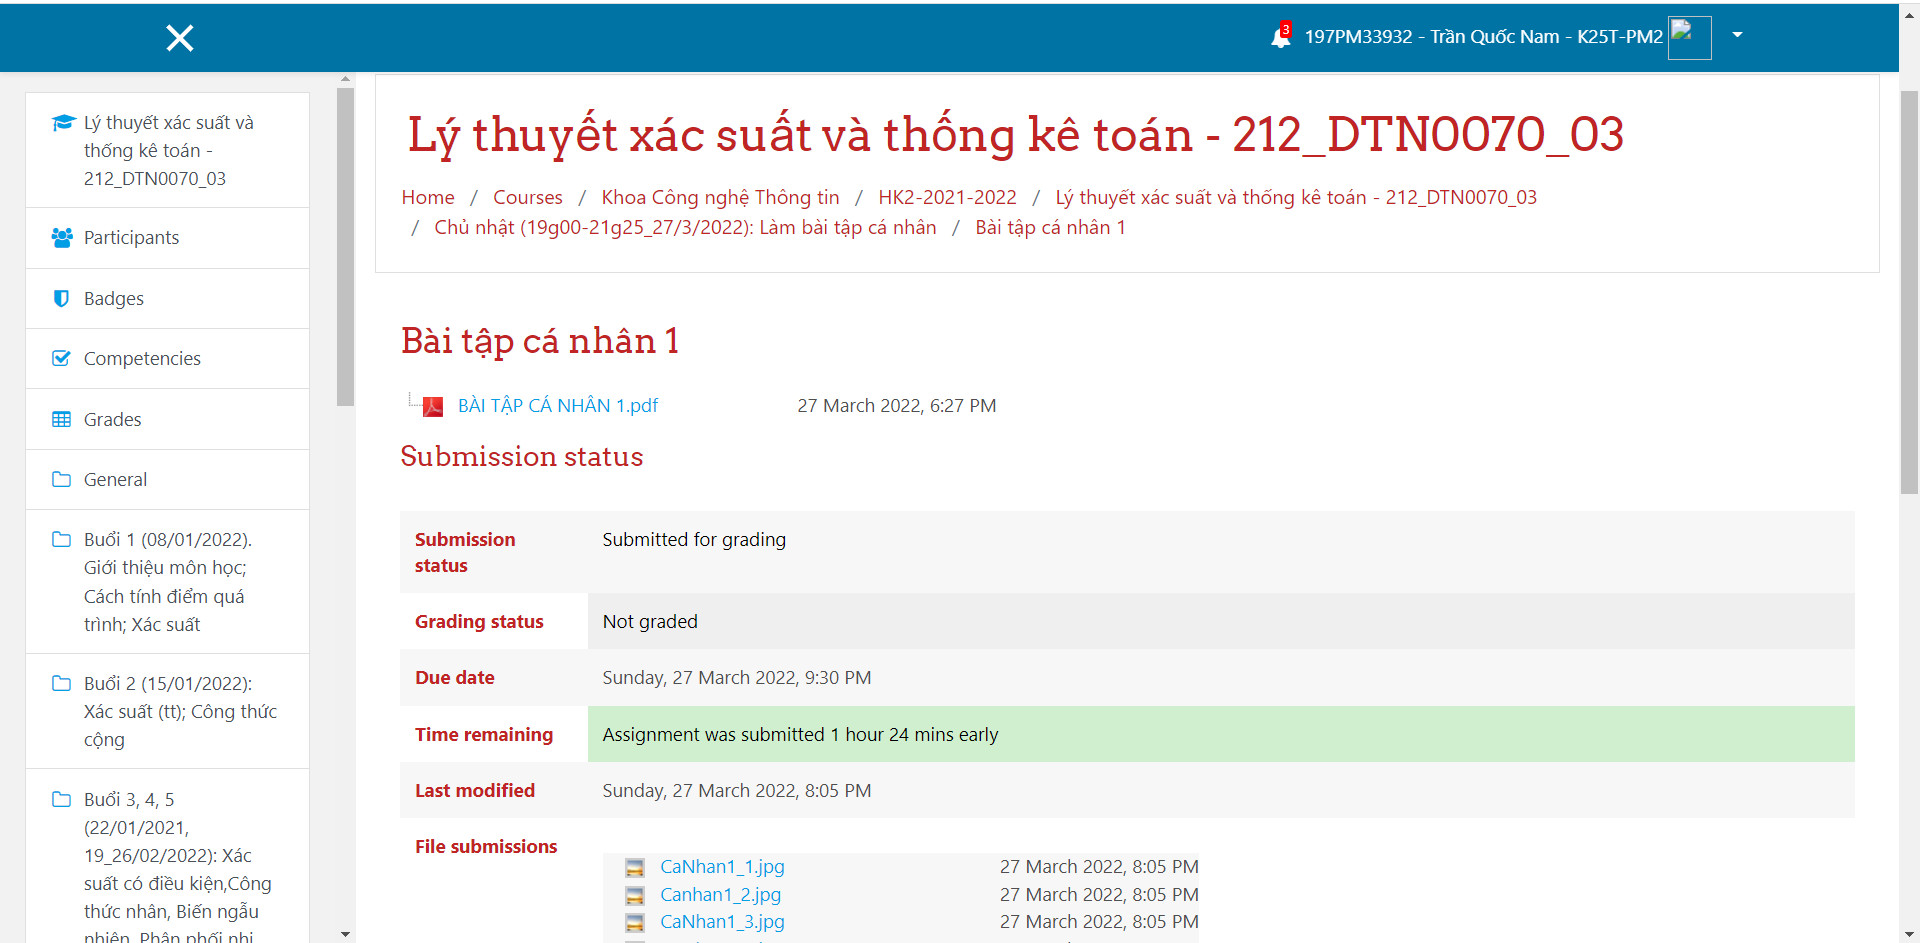 3
197PM33932 - Trần Quốc Nam - K25T-PM2
Lý thuyết xác suất và
thống kê toán -
212_DTN0070_03
Participants
Badges
Competencies
Grades
General
Buổi 1 (08/01/2022).
Giới thiệu môn học;
Cách tính điểm quá
trình; Xác suất
Buổi 2 (15/01/2022):
Xác suất (tt); Công thức
cộng
Buổi 3, 4, 5
(22/01/2021,
19_26/02/2022): Xác
suất có điều kiện,Công
thức nhân, Biến ngẫu
nhiên, Phân phối nhị
Lý thuyết xác suất và thống kê toán - 212_DTN0070_03
Home / Courses / Khoa Công nghệ Thông tin / HK2-2021-2022 / Lý thuyết xác suất và thống kê toán - 212_DTN0070_03
/ Chủ nhật (19g00-21g25_27/3/2022): Làm bài tập cá nhân / Bài tập cá nhân 1
Bài tập cá nhân 1
BÀI TẬP CÁ NHÂN 1.pdf 27 March 2022, 6:27 PM
Submission status
Submission
status
Submitted for grading
Grading status Not graded
Due date Sunday, 27 March 2022, 9:30 PM
Time remaining Assignment was submitted 1 hour 24 mins early
Last modified Sunday, 27 March 2022, 8:05 PM
File submissions
CaNhan1_1.jpg 27 March 2022, 8:05 PM
Canhan1_2.jpg 27 March 2022, 8:05 PM
CaNhan1_3.jpg 27 March 2022, 8:05 PM